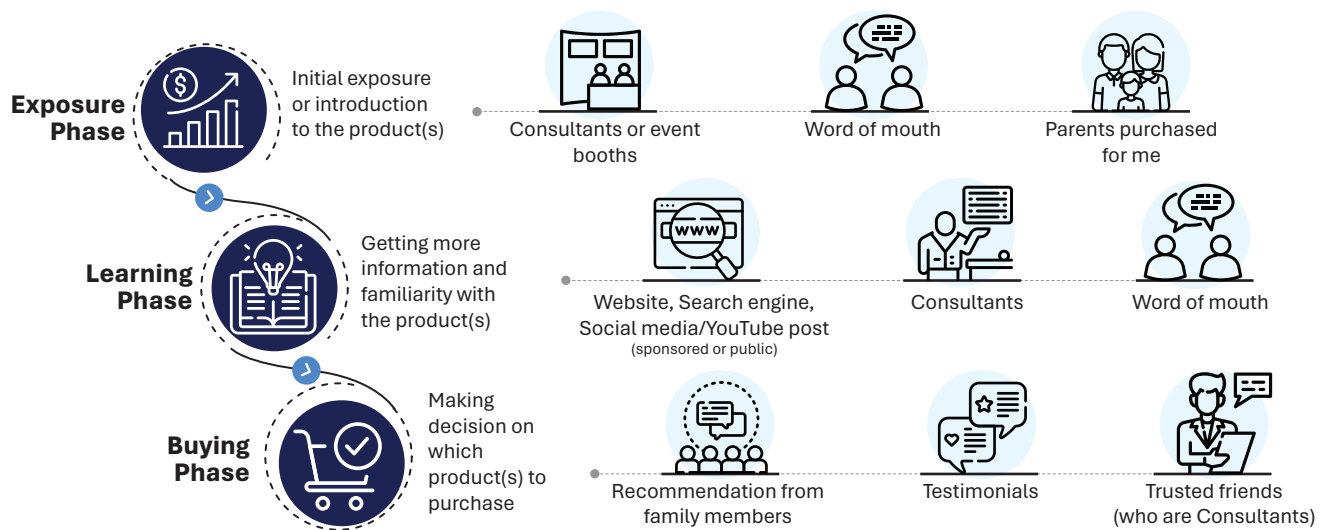 Exposure
Phase
Initial exposure
or introduction
to the product(s)
$
Consultants or event
booths
Word of mouth
Parents purchased
for me
Learning
Phase
Getting more
information and
familiarity with
the product(s)
www
Website, Search engine,
Social media/YouTube post
(sponsored or public)
Consultants
Word of mouth
Buying
Phase
Making
decision on
which
product(s) to
purchase
Recommendation from
family members
Testimonials
Trusted friends
(who are Consultants)